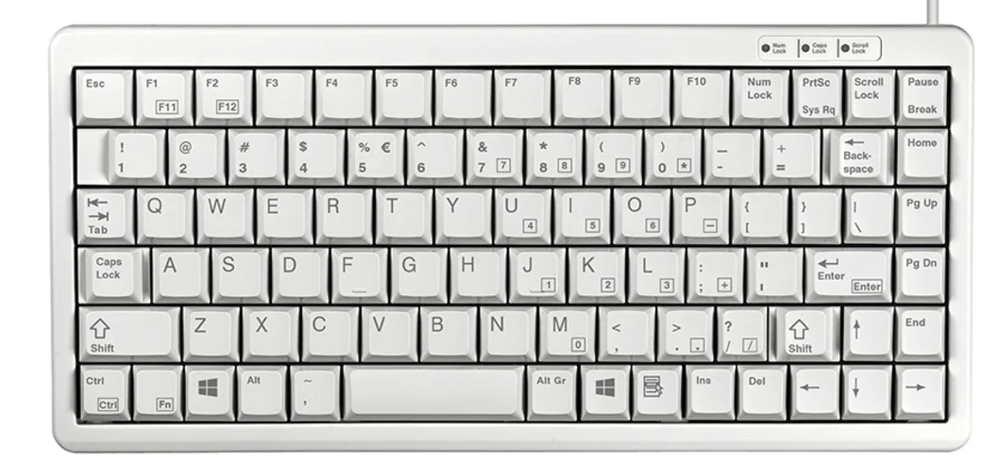 Num Lock Caps Lock Scroll Lock
Esc F1 F2 F3 F4 F5 F6 F7 F8 F9 F10 Num Lock PrtSc Scroll Lock Pause
F11 F12 Sys Rq Break
! @ # $ % € ^ & * ( ) _ + ← Back-space Home
1 2 3 4 5 6 7 7 8 8 9 9 0 * - =
Tab Q W E R T Y U I O P { } | Pg Up
4 5 6 - [ ] \
Caps Lock A S D F G H J K L : " ↵ Enter Pg Dn
1 2 3 ; + ' Enter
⇧ Shift Z X C V B N M < > ? ⇧ Shift ↑ End
0 , . . / /
Ctrl Alt ~ Alt Gr Ins Del ← ↓ →
Ctrl Fn ,